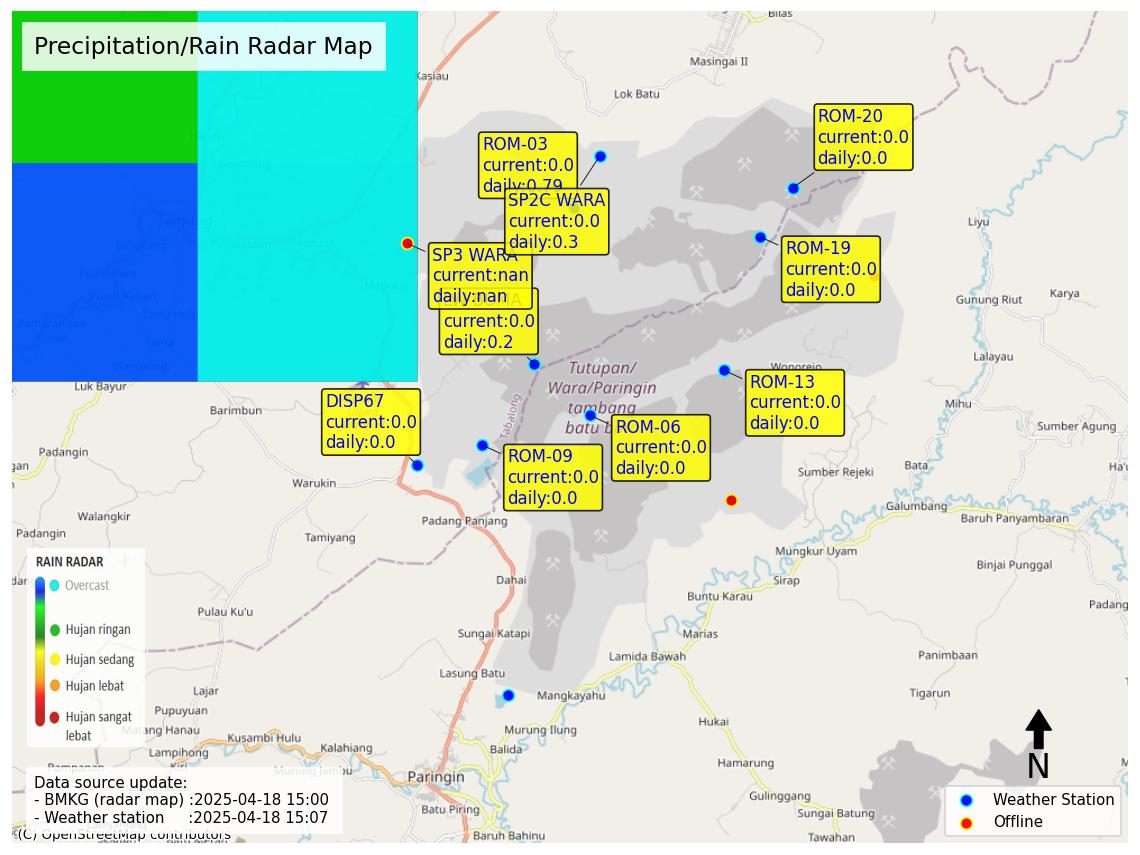 Precipitation/Rain Radar Map
Bilas
Kasiau
Masingai II
Lok Batu
ROM-20
current:0.0
daily:0.0
ROM-03
current:0.0
daily:0.79
SP2C WARA
current:0.0
daily:0.3
Tanjung
Liyu
SP3 WARA
current:nan
daily:nan
ROM-19
current:0.0
daily:0.0
Mabuun
Maburai
Karya
Gunung Riut
current:0.0
daily:0.2
Lalayau
Tutupan/
Wara/Paringin
tambang
batu
Wonorejo
ROM-13
current:0.0
daily:0.0
Luk Bayur
Tabalong
DISP67
current:0.0
daily:0.0
Barimbun
Mihu
ROM-06
current:0.0
daily:0.0
Sumber Agung
Padangin
ROM-09
current:0.0
daily:0.0
Bata
Sumber Rejeki
Warukin
Galumbang
Walangkir
Padang Panjang
Baruh Panyambaran
Padangin
Tamiyang
Mungkur Uyam
Binjai Punggal
RAIN RADAR
Overcast
Hujan ringan
Hujan sedang
Hujan lebat
Hujan sangat
lebat
Dahai
Sirap
Buntu Karau
Padang
Pulau Ku'u
Sungai Katapi
Marias
Lamida Bawah
Panimbaan
Lasung Batu
Lajar
Mangkayahu
Tigarun
Pupuyuan
Matang Hanau
Hukai
Murung Ilung
Kusambi Hulu
Kalahiang
Balida
Lampihong
Hamarung
N
Murung Jambu
Paringin
Gulinggang
Batu Piring
Sungai Batung
Baruh Bahinu
Tawahan
Data source update:
- BMKG (radar map) :2025-04-18 15:00
- Weather station :2025-04-18 15:07
(C) OpenStreetMap contributors
Weather Station
Offline